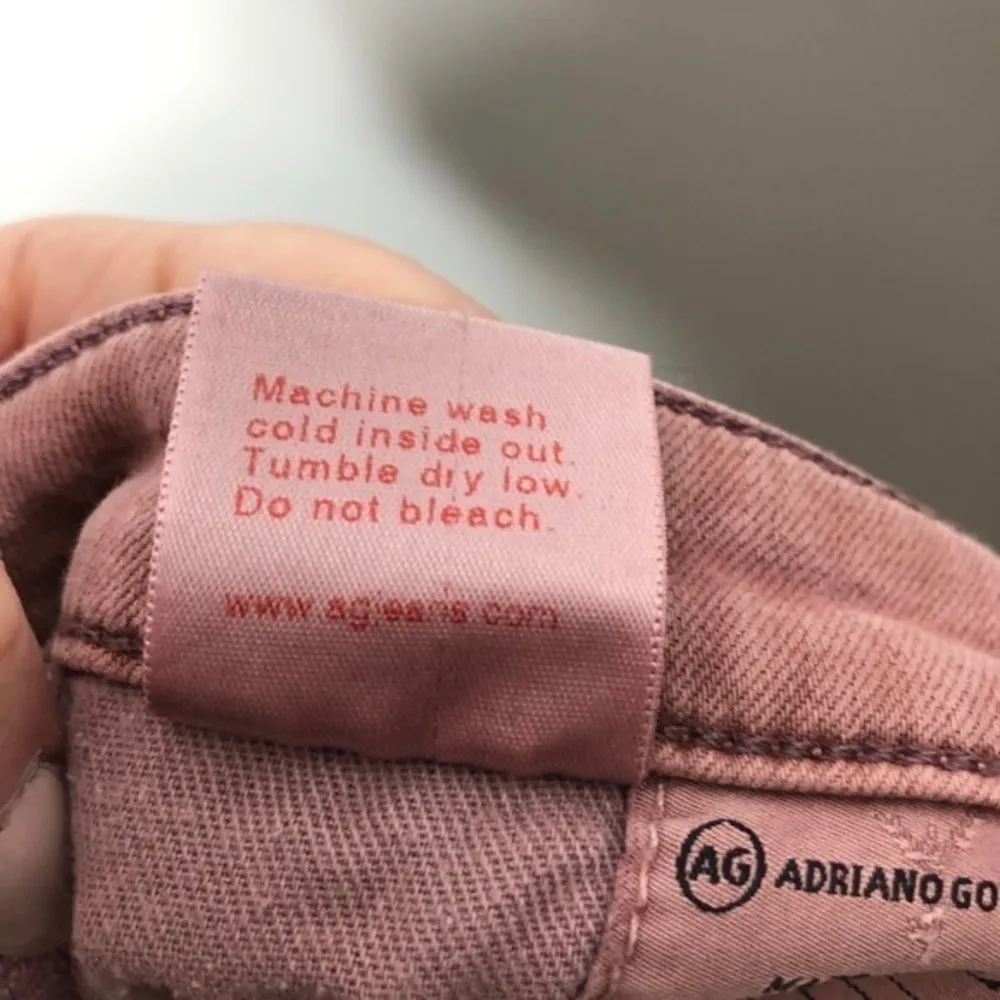 Machine wash
cold inside out.
Tumble dry low.
Do not bleach.
www.agjeans.com
AG ADRIANO GO